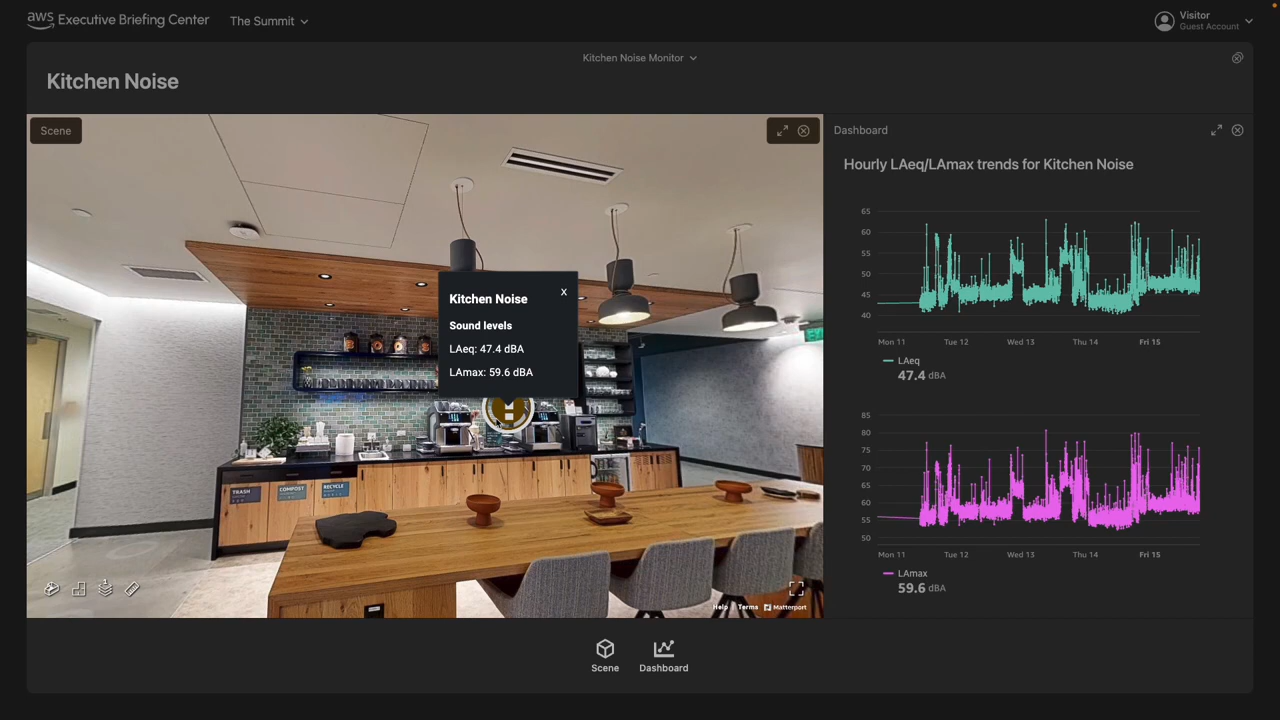 aws Executive Briefing Center
The Summit
Visitor
Guest Account
Kitchen Noise Monitor
Kitchen Noise
Scene
Kitchen Noise
X
Sound levels
LAeq: 47.4 dBA
LAmax: 59.6 dBA
TRASH
COMPOST
RECYCLE
Help
Terms
Matterport
Dashboard
Hourly LAeq/LAmax trends for Kitchen Noise
65
60
55
50
45
40
Mon 11 Tue 12 Wed 13 Thu 14 Fri 15
LAeq
47.4 dBA
85
80
75
70
65
60
55
50
Mon 11 Tue 12 Wed 13 Thu 14 Fri 15
LAmax
59.6 dBA
Scene
Dashboard